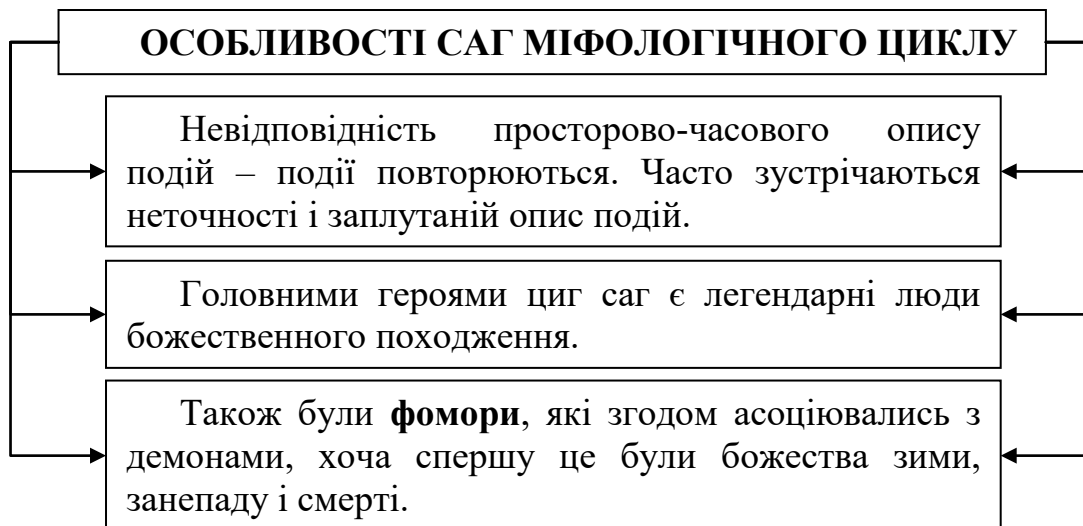 ОСОБЛИВОСТІ САГ МІФОЛОГІЧНОГО ЦИКЛУ
Невідповідність просторово-часового опису
подій – події повторюються. Часто зустрічаються
неточності і заплутаній опис подій.
Головними героями циг саг є легендарні люди
божественного походження.
Також були фомори, які згодом асоціювались з
демонами, хоча спершу це були божества зими,
занепаду і смерті.